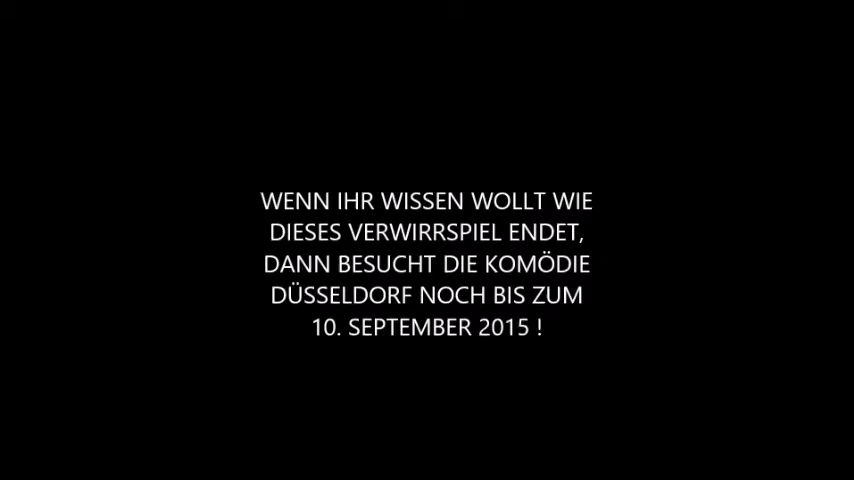 WENN IHR WISSEN WOLLT WIE
DIESES VERWIRRSPIEL ENDET,
DANN BESUCHT DIE KOMÖDIE
DÜSSELDORF NOCH BIS ZUM
10. SEPTEMBER 2015 !